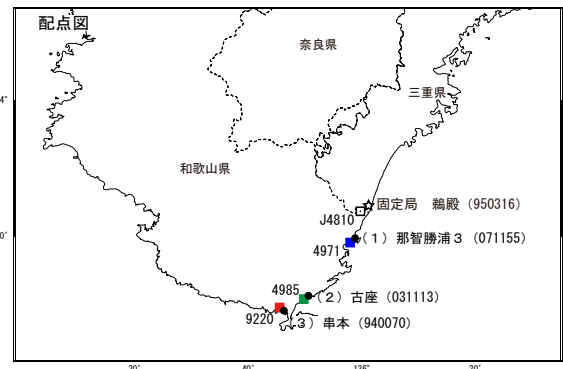 配点図
奈良県
三重県
和歌山県
☆固定局 鵜殿（950316）
J4810
（１）那智勝浦３（071155）
4971
4985
（２）古座（031113）
9220
３）串本（940070）